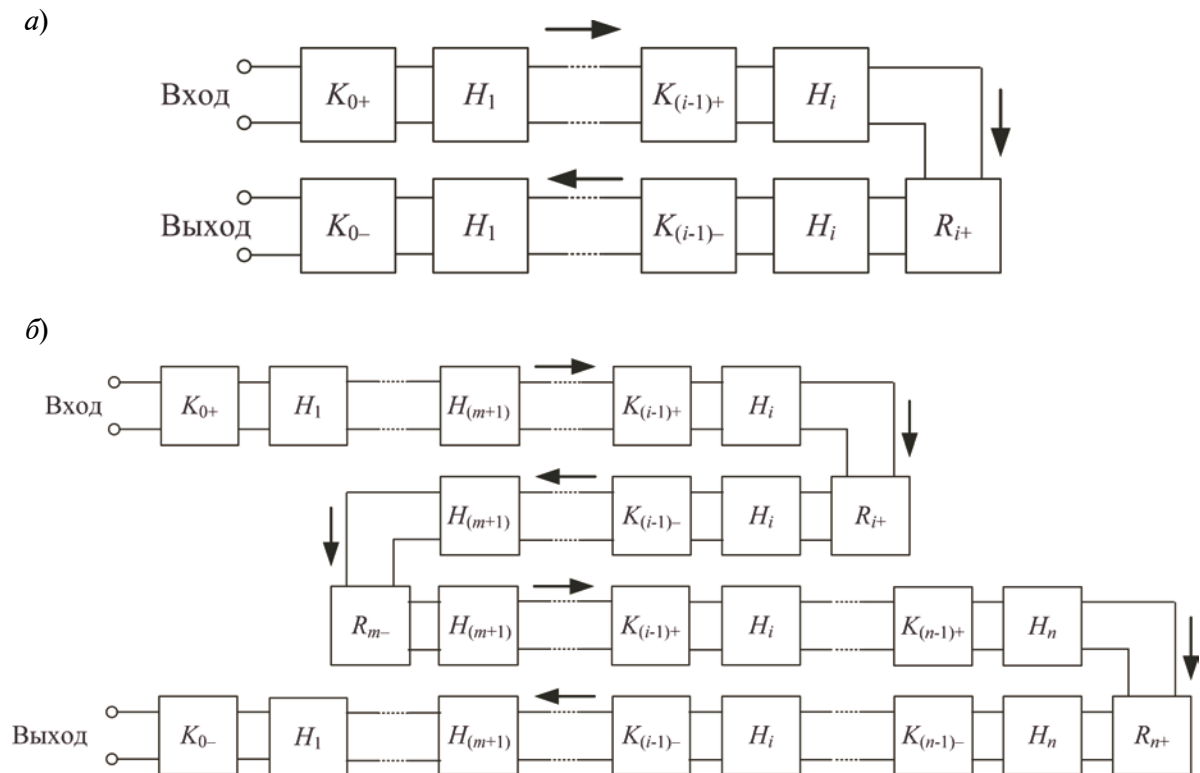 а)
Вход K0+ H1 K(i-1)+ Hi
Выход K0– H1 K(i-1)– Hi Ri+
б)
Вход K0+ H1 H(m+1) K(i-1)+ Hi
H(m+1) K(i-1)– Hi Ri+
Rm– H(m+1) K(i-1)+ Hi K(n-1)+ Hn
Выход K0– H1 H(m+1) K(i-1)– Hi K(n-1)– Hn Rn+